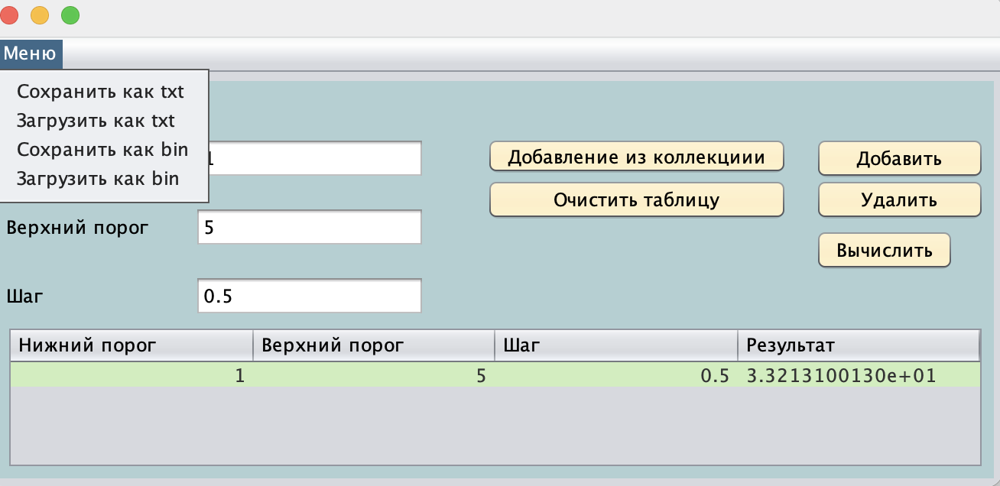 Меню
Сохранить как txt
Загрузить как txt
Сохранить как bin
Загрузить как bin
1
Добавление из коллекциии
Добавить
Очистить таблицу
Удалить
Верхний порог
5
Вычислить
Шаг
0.5
Нижний порог Верхний порог Шаг Результат
1 5 0.5 3.3213100130e+01